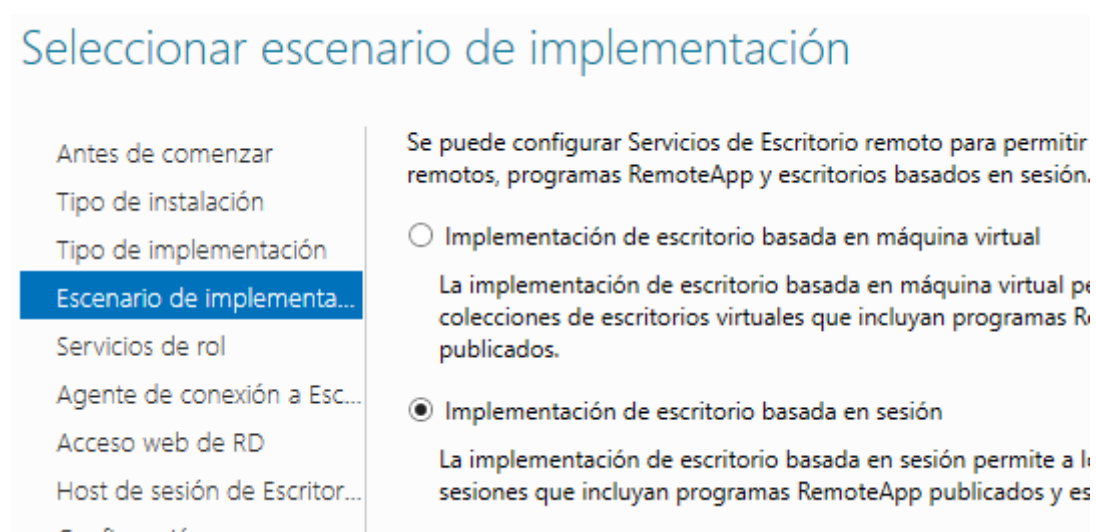 Seleccionar escenario de implementación
Antes de comenzar
Tipo de instalación
Tipo de implementación
Escenario de implementa...
Servicios de rol
Agente de conexión a Esc...
Acceso web de RD
Host de sesión de Escritor...
Se puede configurar Servicios de Escritorio remoto para permitir
remotos, programas RemoteApp y escritorios basados en sesión.
Implementación de escritorio basada en máquina virtual
La implementación de escritorio basada en máquina virtual
colecciones de escritorios virtuales que incluyan programas
publicados.
Implementación de escritorio basada en sesión
La implementación de escritorio basada en sesión permite a
sesiones que incluyan programas RemoteApp publicados y